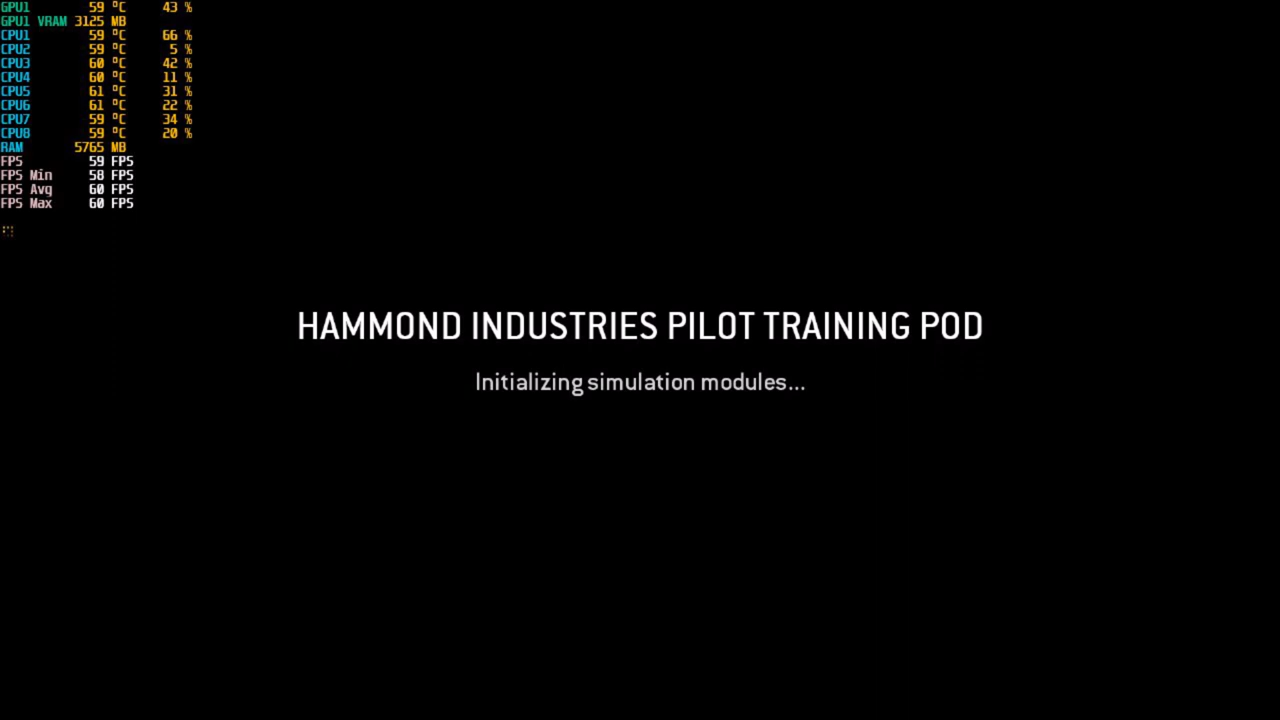 GPU1 59 °C 43 %
GPU1 VRAM 3125 MB
CPU1 59 °C 66 %
CPU2 59 °C 5 %
CPU3 60 °C 42 %
CPU4 60 °C 11 %
CPU5 61 °C 31 %
CPU6 61 °C 22 %
CPU7 59 °C 34 %
CPU8 59 °C 20 %
RAM 5765 MB
FPS 59 FPS
FPS Min 58 FPS
FPS Avg 60 FPS
FPS Max 60 FPS
HAMMOND INDUSTRIES PILOT TRAINING POD
Initializing simulation modules...